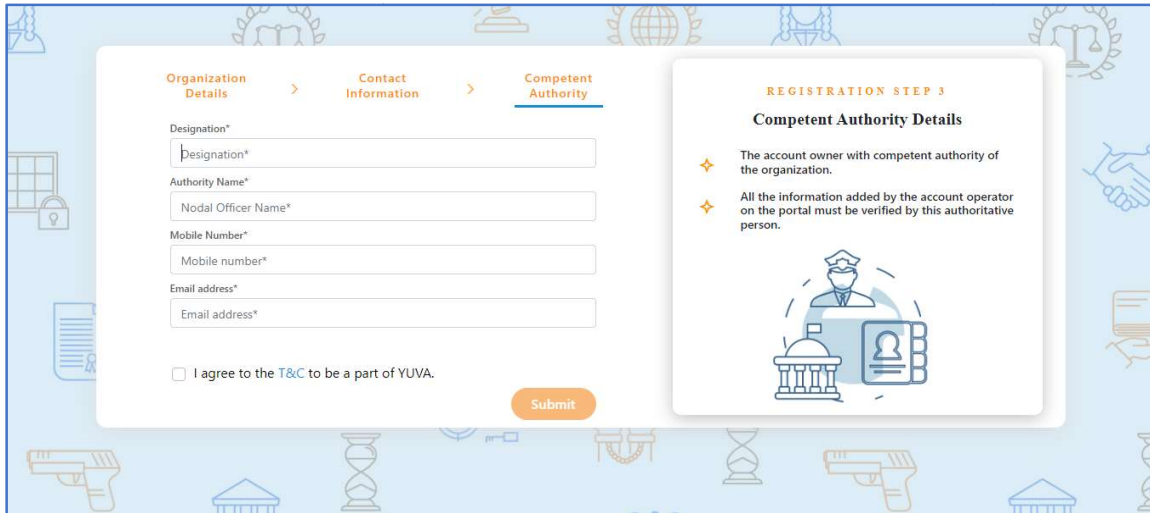 Organization
Details
>
Contact
Information
>
Competent
Authority
Designation*
Designation*
Authority Name*
Nodal Officer Name*
Mobile Number*
Mobile number*
Email address*
Email address*
I agree to the T&C to be a part of YUVA.
Submit
REGISTRATION STEP 3
Competent Authority Details
The account owner with competent authority of
the organization.
All the information added by the account operator
on the portal must be verified by this authoritative
person.